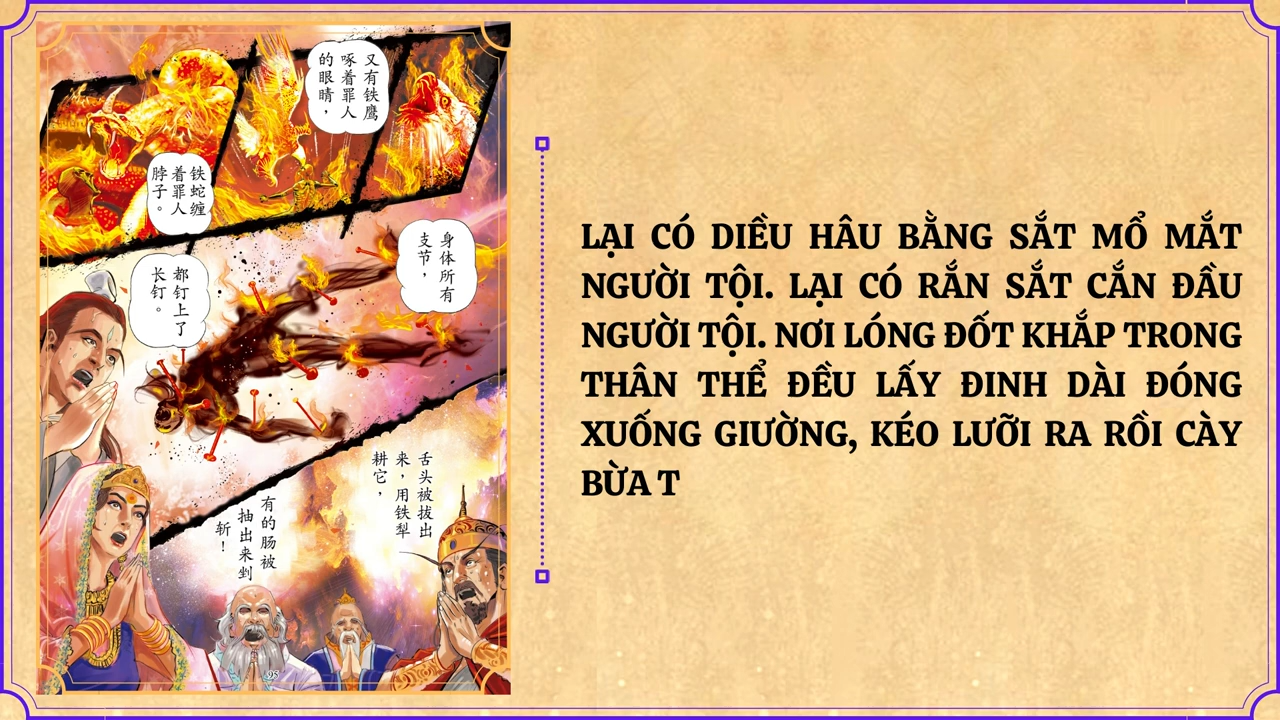 又有铁鹰
啄着罪人
的眼睛，
铁蛇缠
着罪人
脖子。
身体所有
支节，
都钉上了
长钉。
舌头被拔出
来，用铁犁
耕它，
有的肠被
抽出来剉
斩！
95
LẠI CÓ DIỀU HÂU BẰNG SẮT MỔ MẮT
NGƯỜI TỘI. LẠI CÓ RẮN SẮT CẮN ĐẦU
NGƯỜI TỘI. NƠI LÓNG ĐỐT KHẮP TRONG
THÂN THỂ ĐỀU LẤY ĐINH DÀI ĐÓNG
XUỐNG GIƯỜNG, KÉO LƯỠI RA RỒI CÀY
BỪA T